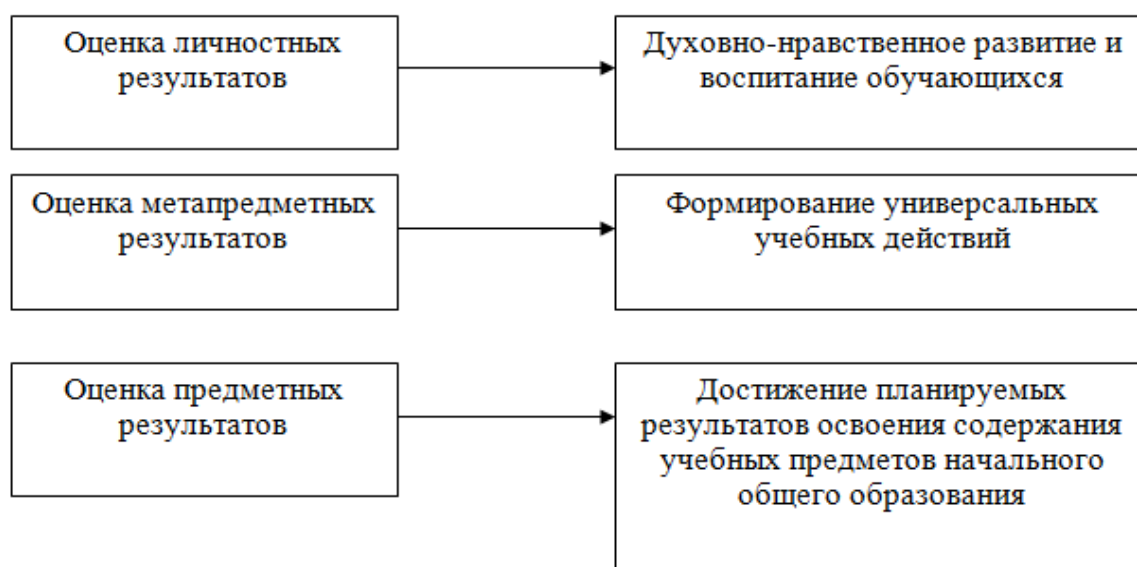 Оценка личностных
результатов
Духовно-нравственное развитие и
воспитание обучающихся
Оценка метапредметных
результатов
Формирование универсальных
учебных действий
Оценка предметных
результатов
Достижение планируемых
результатов освоения содержания
учебных предметов начального
общего образования